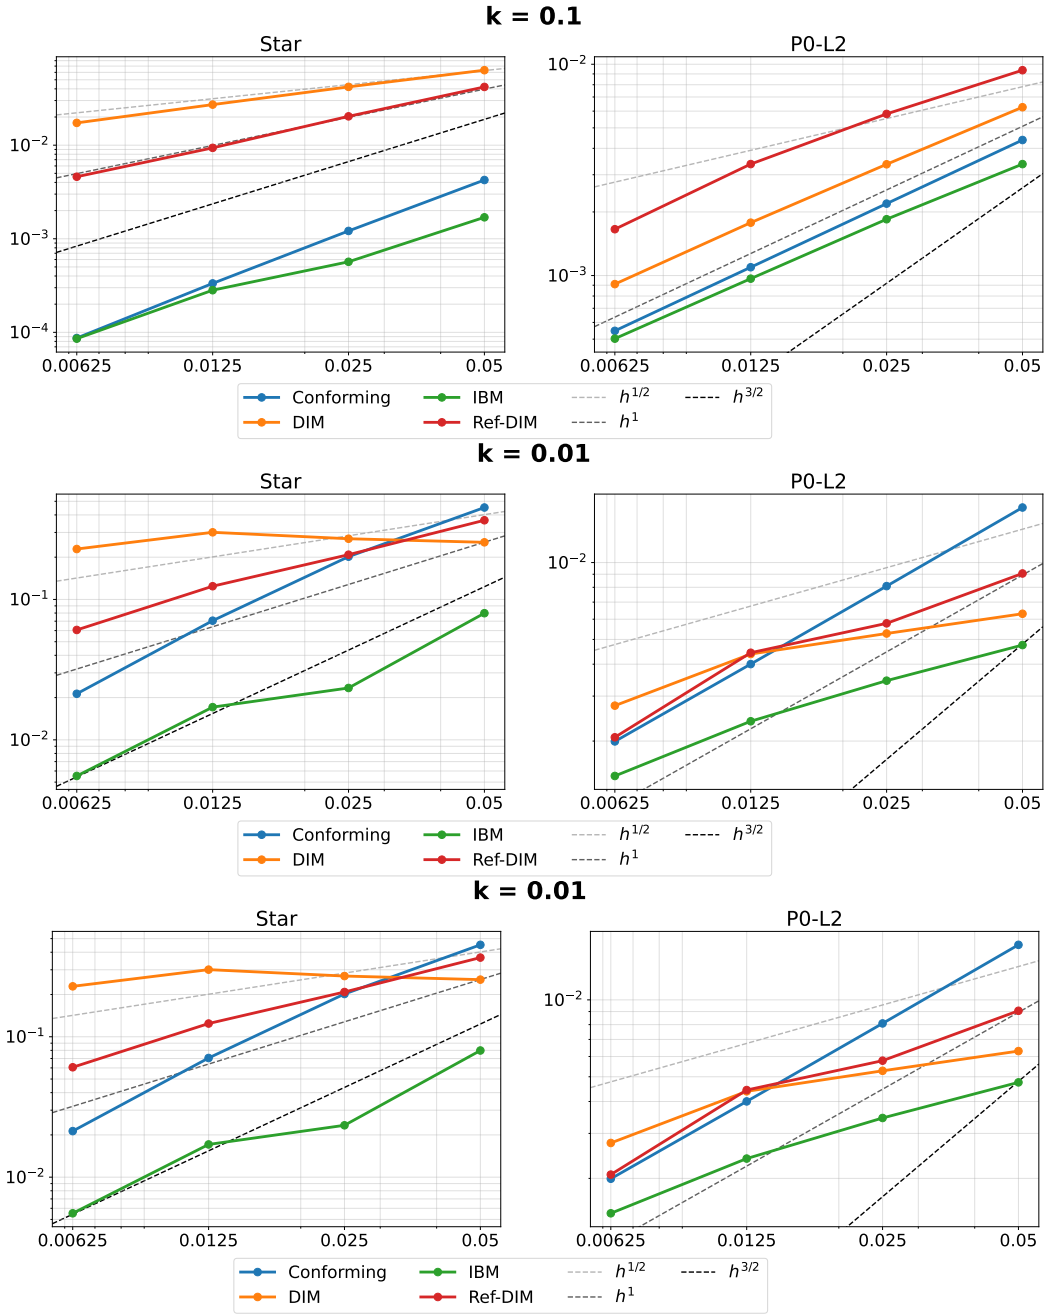 k = 0.1
Star
P0-L2
10⁻²
10⁻³
10⁻⁴
0.00625 0.0125 0.025 0.05
10⁻²
10⁻³
0.00625 0.0125 0.025 0.05
Conforming IBM h^{1/2} h^{3/2}
DIM Ref-DIM h^1
k = 0.01
Star
P0-L2
10⁻¹
10⁻²
0.00625 0.0125 0.025 0.05
10⁻²
0.00625 0.0125 0.025 0.05
Conforming IBM h^{1/2} h^{3/2}
DIM Ref-DIM h^1
k = 0.01
Star
P0-L2
10⁻¹
10⁻²
0.00625 0.0125 0.025 0.05
10⁻²
0.00625 0.0125 0.025 0.05
Conforming IBM h^{1/2} h^{3/2}
DIM Ref-DIM h^1